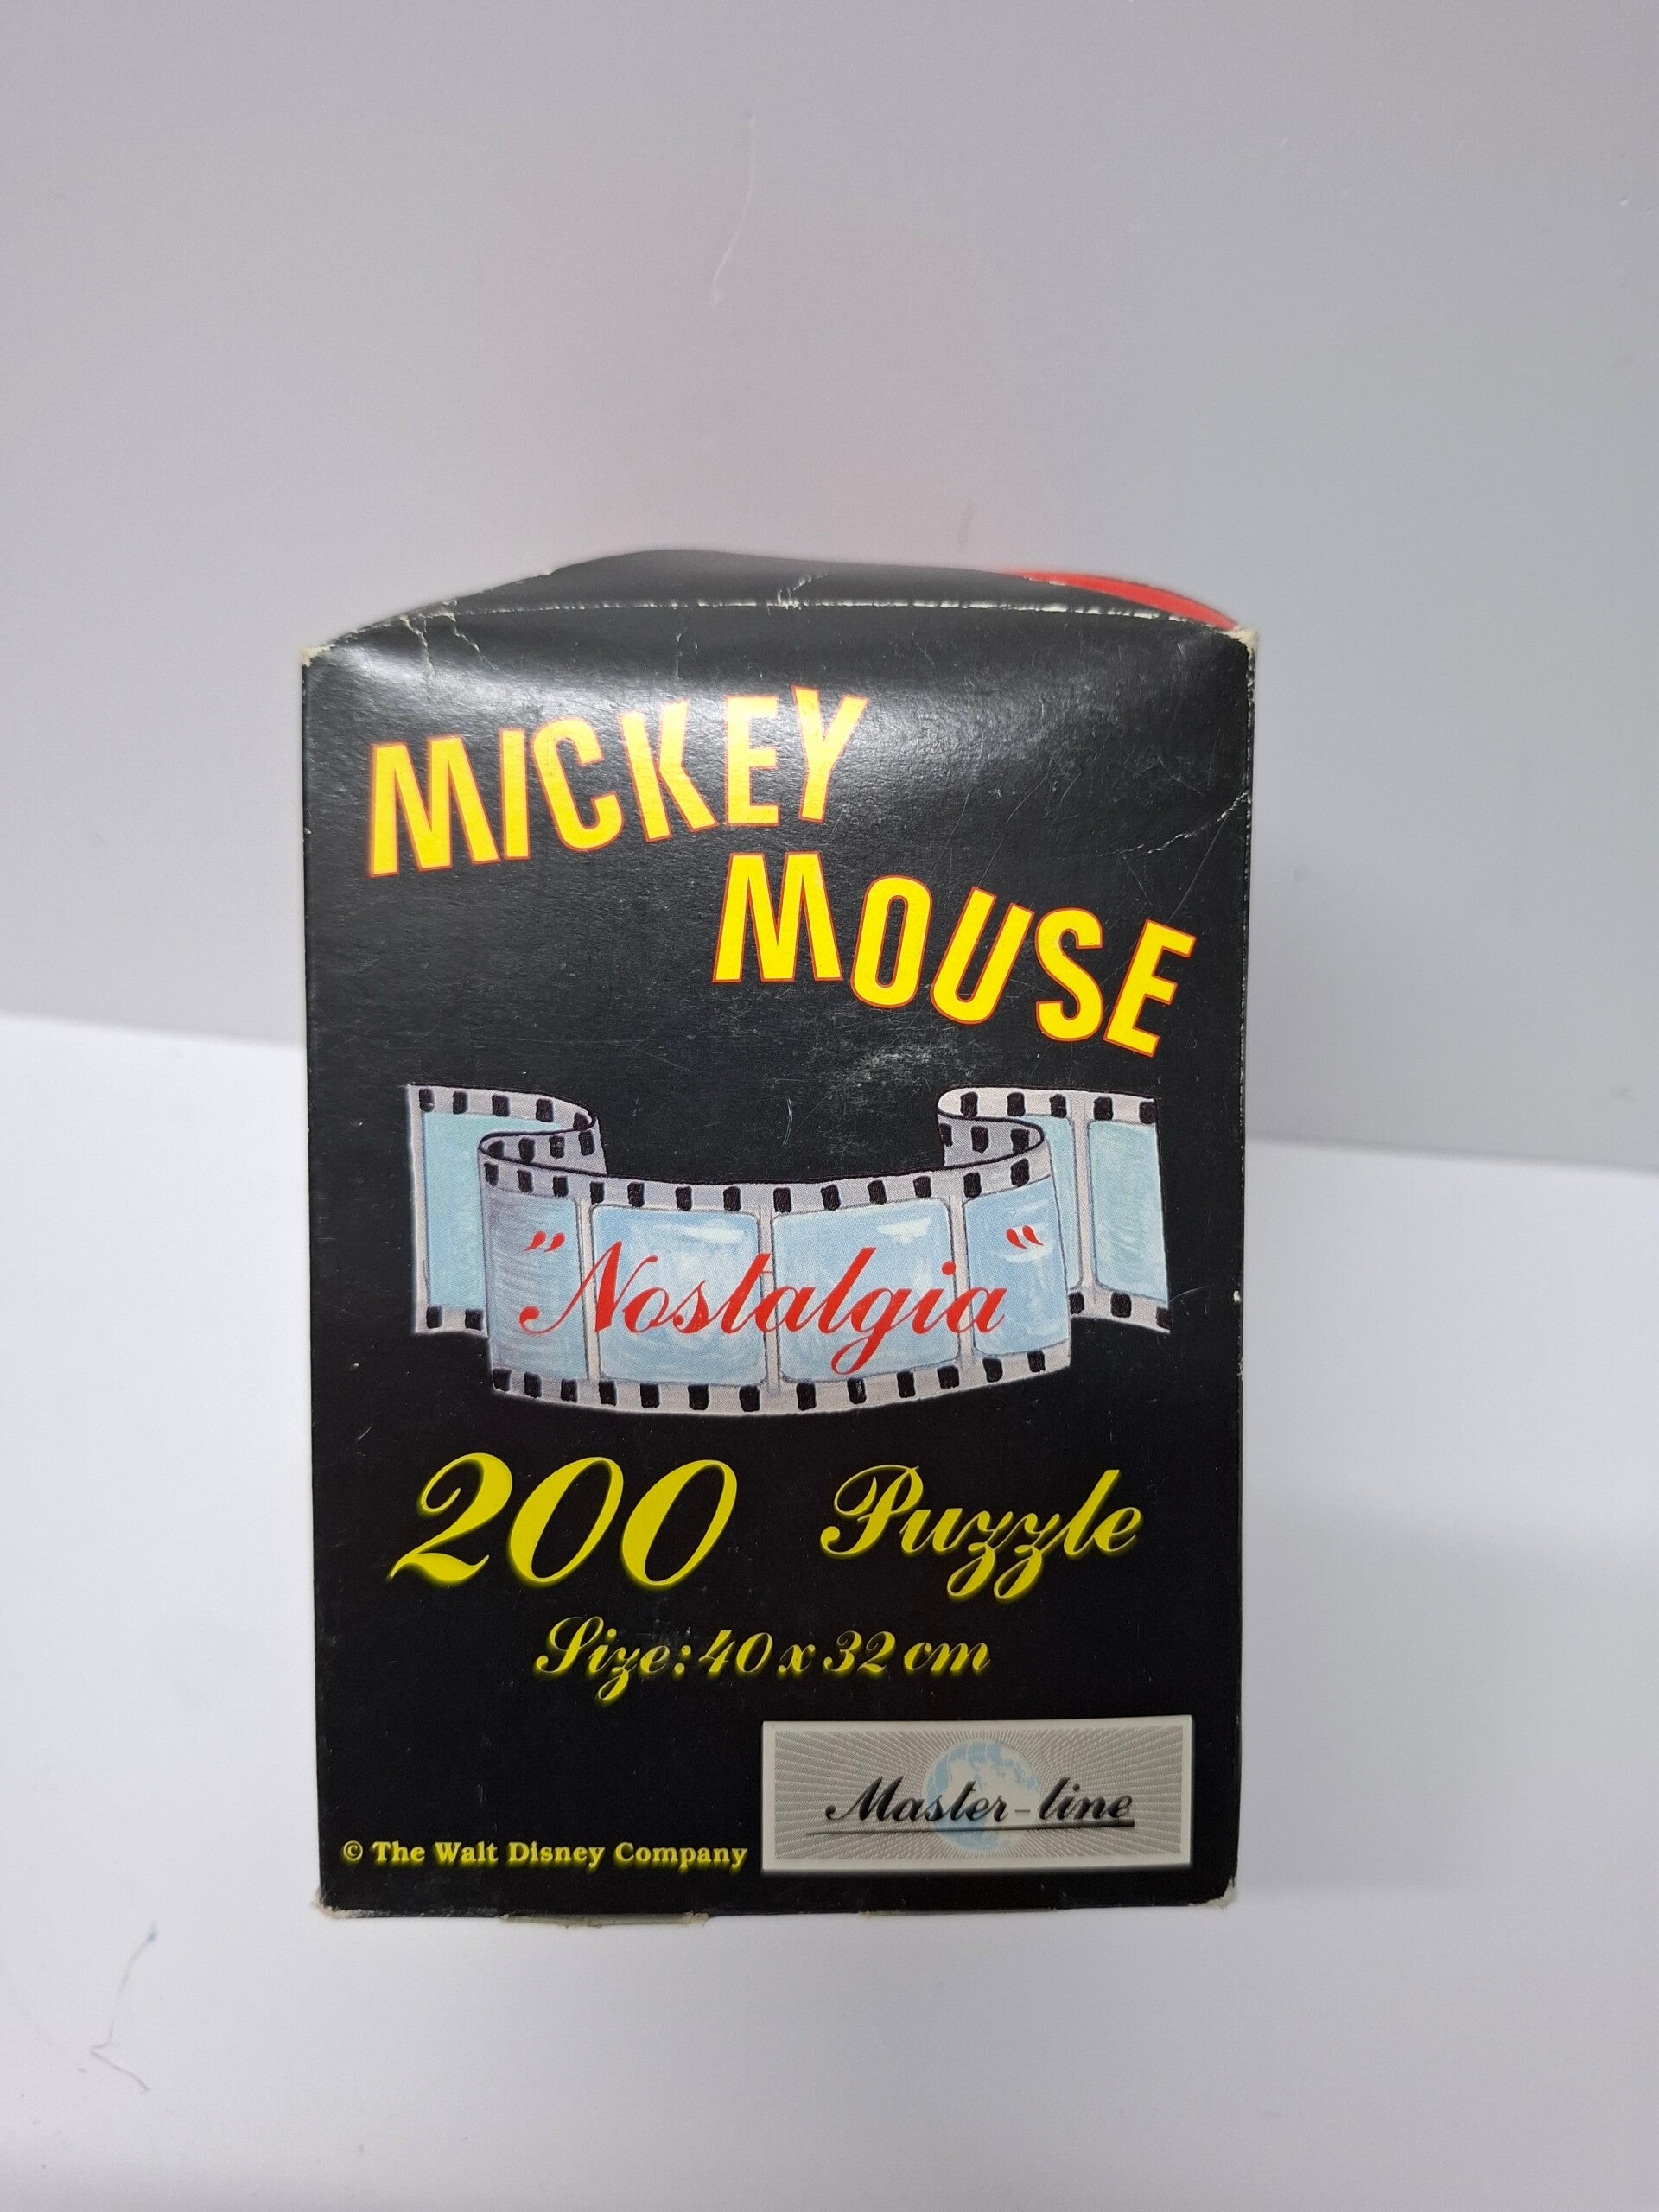 MICKEY
MOUSE
"Nostalgia"
200 Puzzle
Size: 40 x 32 cm
Master-line
© The Walt Disney Company